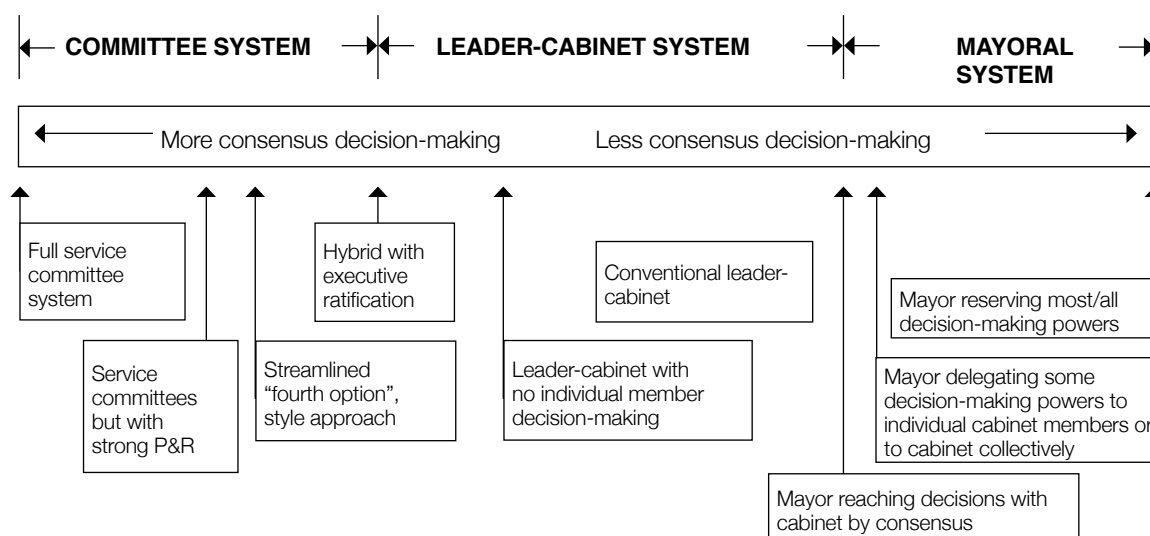 COMMITTEE SYSTEM
LEADER-CABINET SYSTEM
MAYORAL
SYSTEM
More consensus decision-making
Less consensus decision-making
Full service
committee
system
Hybrid with
executive
ratification
Conventional leader-
cabinet
Mayor reserving most/all
decision-making powers
Service
committees
but with
strong P&R
Streamlined
“fourth option”,
style approach
Leader-cabinet with
no individual member
decision-making
Mayor delegating some
decision-making powers to
individual cabinet members or
to cabinet collectively
Mayor reaching decisions with
cabinet by consensus